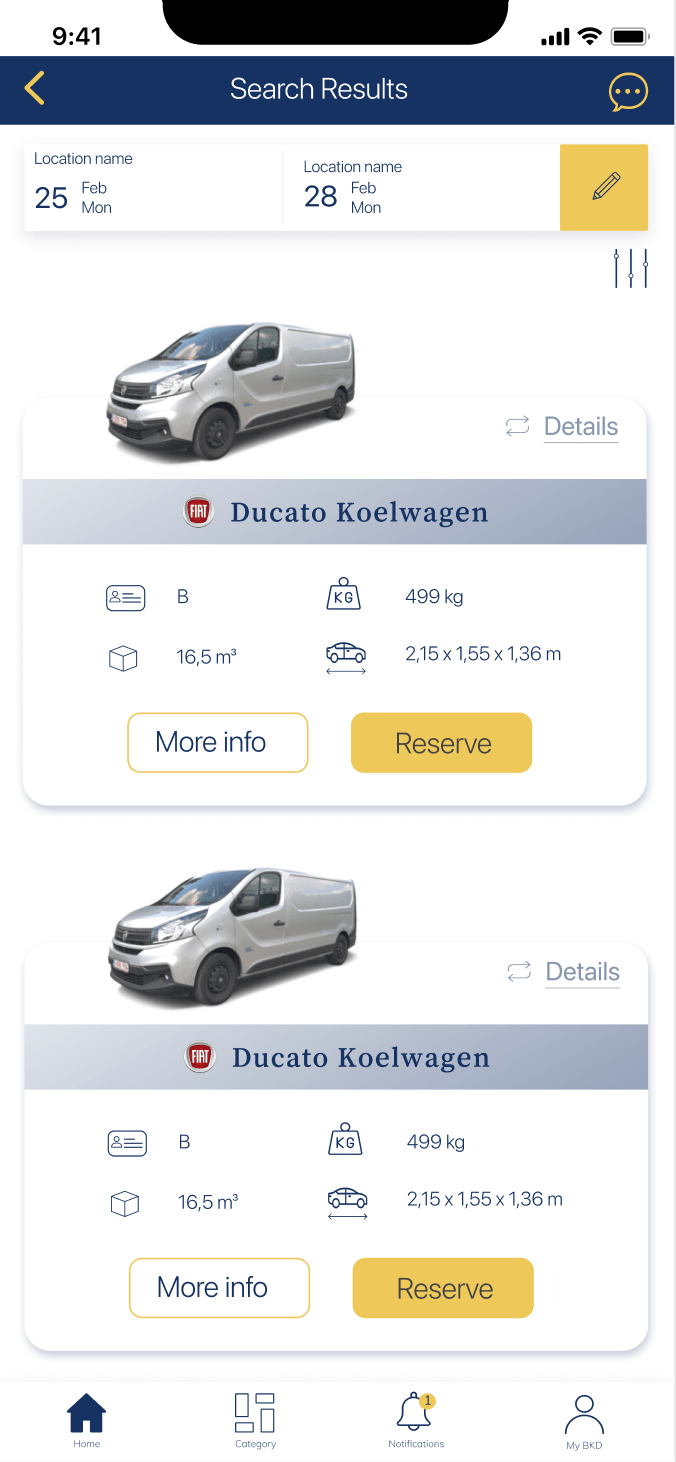 9:41
Search Results
Location name
25 Feb
Mon
Location name
28 Feb
Mon
Details
FIAT Ducato Koelwagen
B
KG 499 kg
16,5 m³
2,15 x 1,55 x 1,36 m
More info
Reserve
Details
FIAT Ducato Koelwagen
B
KG 499 kg
16,5 m³
2,15 x 1,55 x 1,36 m
More info
Reserve
1
Home
Category
Notifications
My BKD